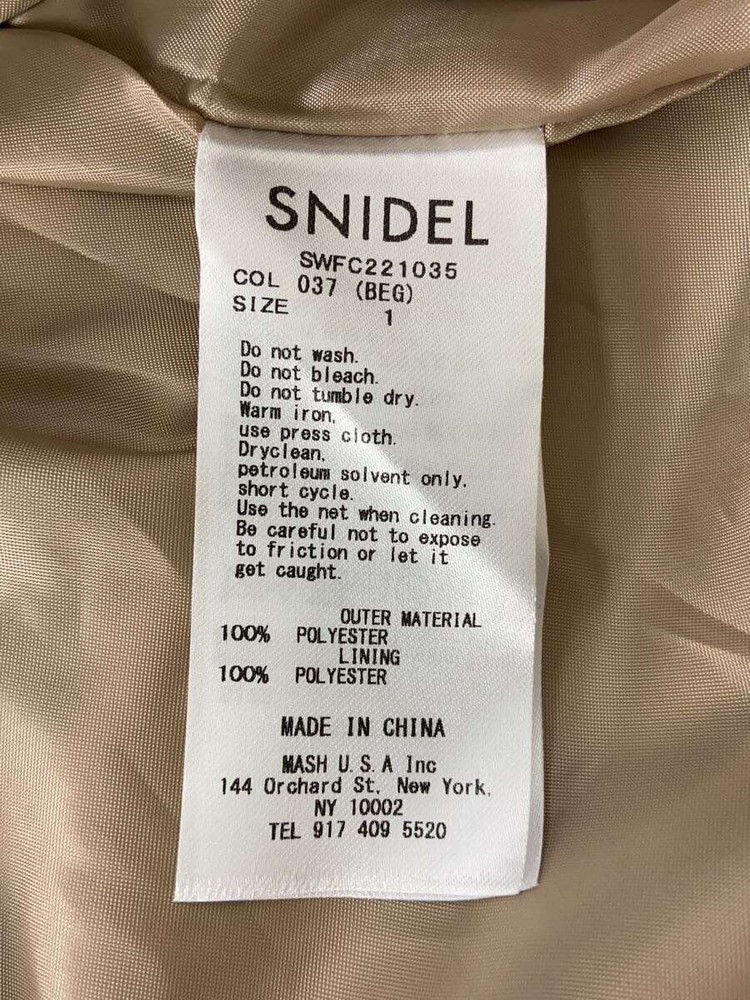 SNIDEL
SWFC221035
COL 037 (BEG)
SIZE 1
Do not wash.
Do not bleach.
Do not tumble dry.
Warm iron,
use press cloth.
Dryclean,
petroleum solvent only,
short cycle.
Use the net when cleaning.
Be careful not to expose
to friction or let it
get caught.
OUTER MATERIAL
100% POLYESTER
LINING
100% POLYESTER
MADE IN CHINA
MASH U.S.A Inc
144 Orchard St, New York,
NY 10002
TEL 917 409 5520